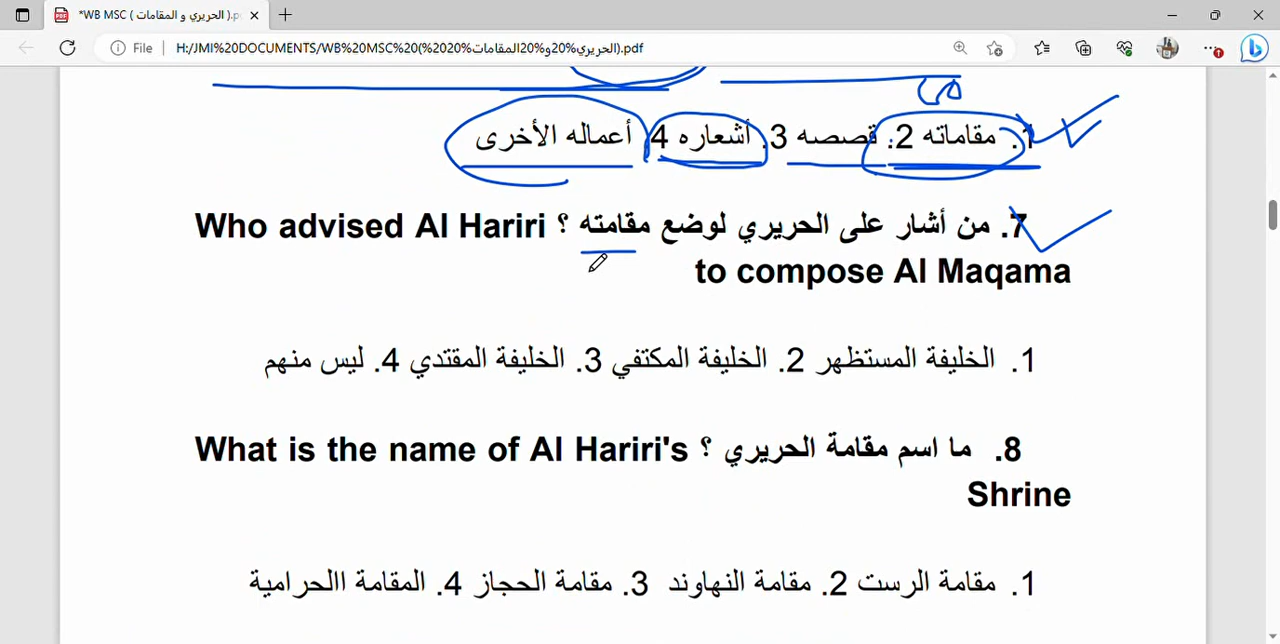 *WB MSC ( الحريري و المقامات ).p
File H:/JMI%20DOCUMENTS/WB%20MSC%20(%2020%الحريري%20و%20المقامات).pdf
1. مقاماته 2. قصصه 3. أشعاره 4. أعماله الأخرى
7. من أشار على الحريري لوضع مقامته ؟ Who advised Al Hariri
to compose Al Maqama
1. الخليفة المستظهر 2. الخليفة المكتفي 3. الخليفة المقتدي 4. ليس منهم
8. ما اسم مقامة الحريري ؟ What is the name of Al Hariri's
Shrine
1. مقامة الرست 2. مقامة النهاوند 3. مقامة الحجاز 4. المقامة االحرامية